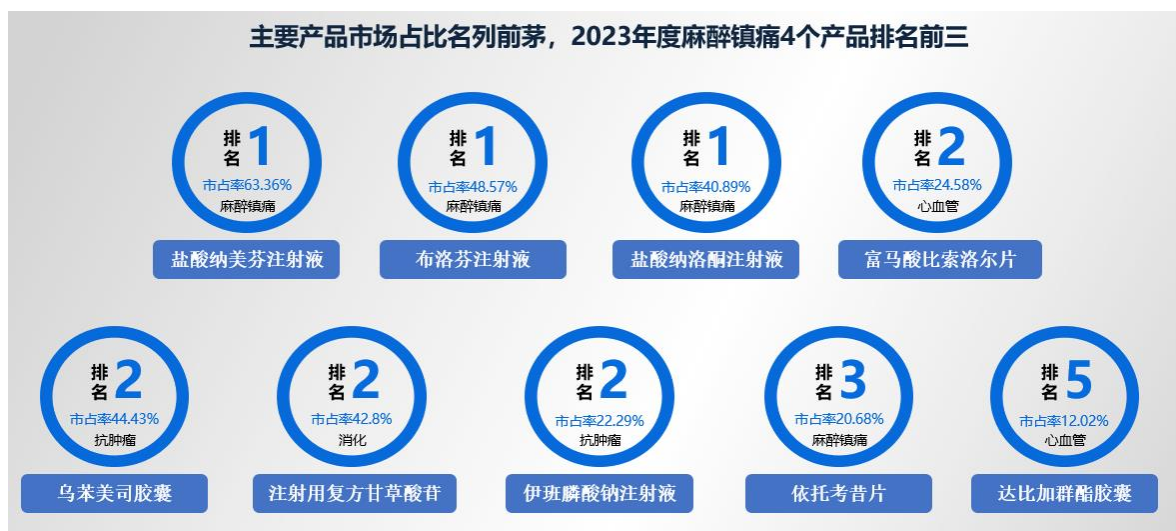 主要产品市场占比名列前茅，2023年度麻醉镇痛4个产品排名前三
排名1
市占率63.36%
麻醉镇痛
盐酸纳美芬注射液
排名1
市占率48.57%
麻醉镇痛
布洛芬注射液
排名1
市占率40.89%
麻醉镇痛
盐酸纳洛酮注射液
排名2
市占率24.58%
心血管
富马酸比索洛尔片
排名2
市占率44.43%
抗肿瘤
乌苯美司胶囊
排名2
市占率42.8%
消化
注射用复方甘草酸苷
排名2
市占率22.29%
抗肿瘤
伊班膦酸钠注射液
排名3
市占率20.68%
麻醉镇痛
依托考昔片
排名5
市占率12.02%
心血管
达比加群酯胶囊